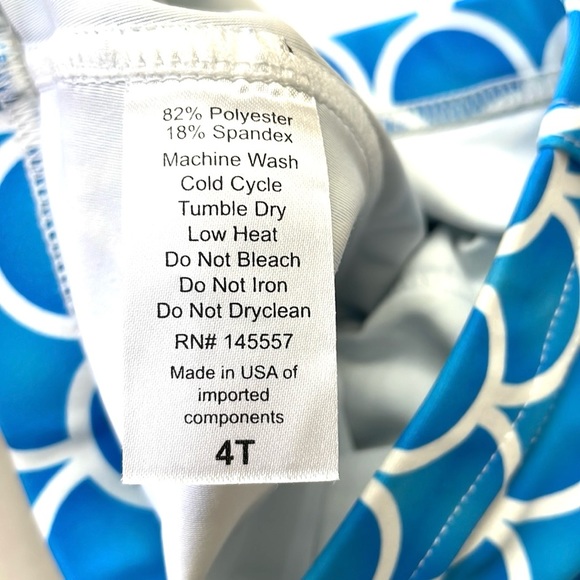 82% Polyester
18% Spandex
Machine Wash
Cold Cycle
Tumble Dry
Low Heat
Do Not Bleach
Do Not Iron
Do Not Dryclean
RN# 145557
Made in USA of
imported
components
4T